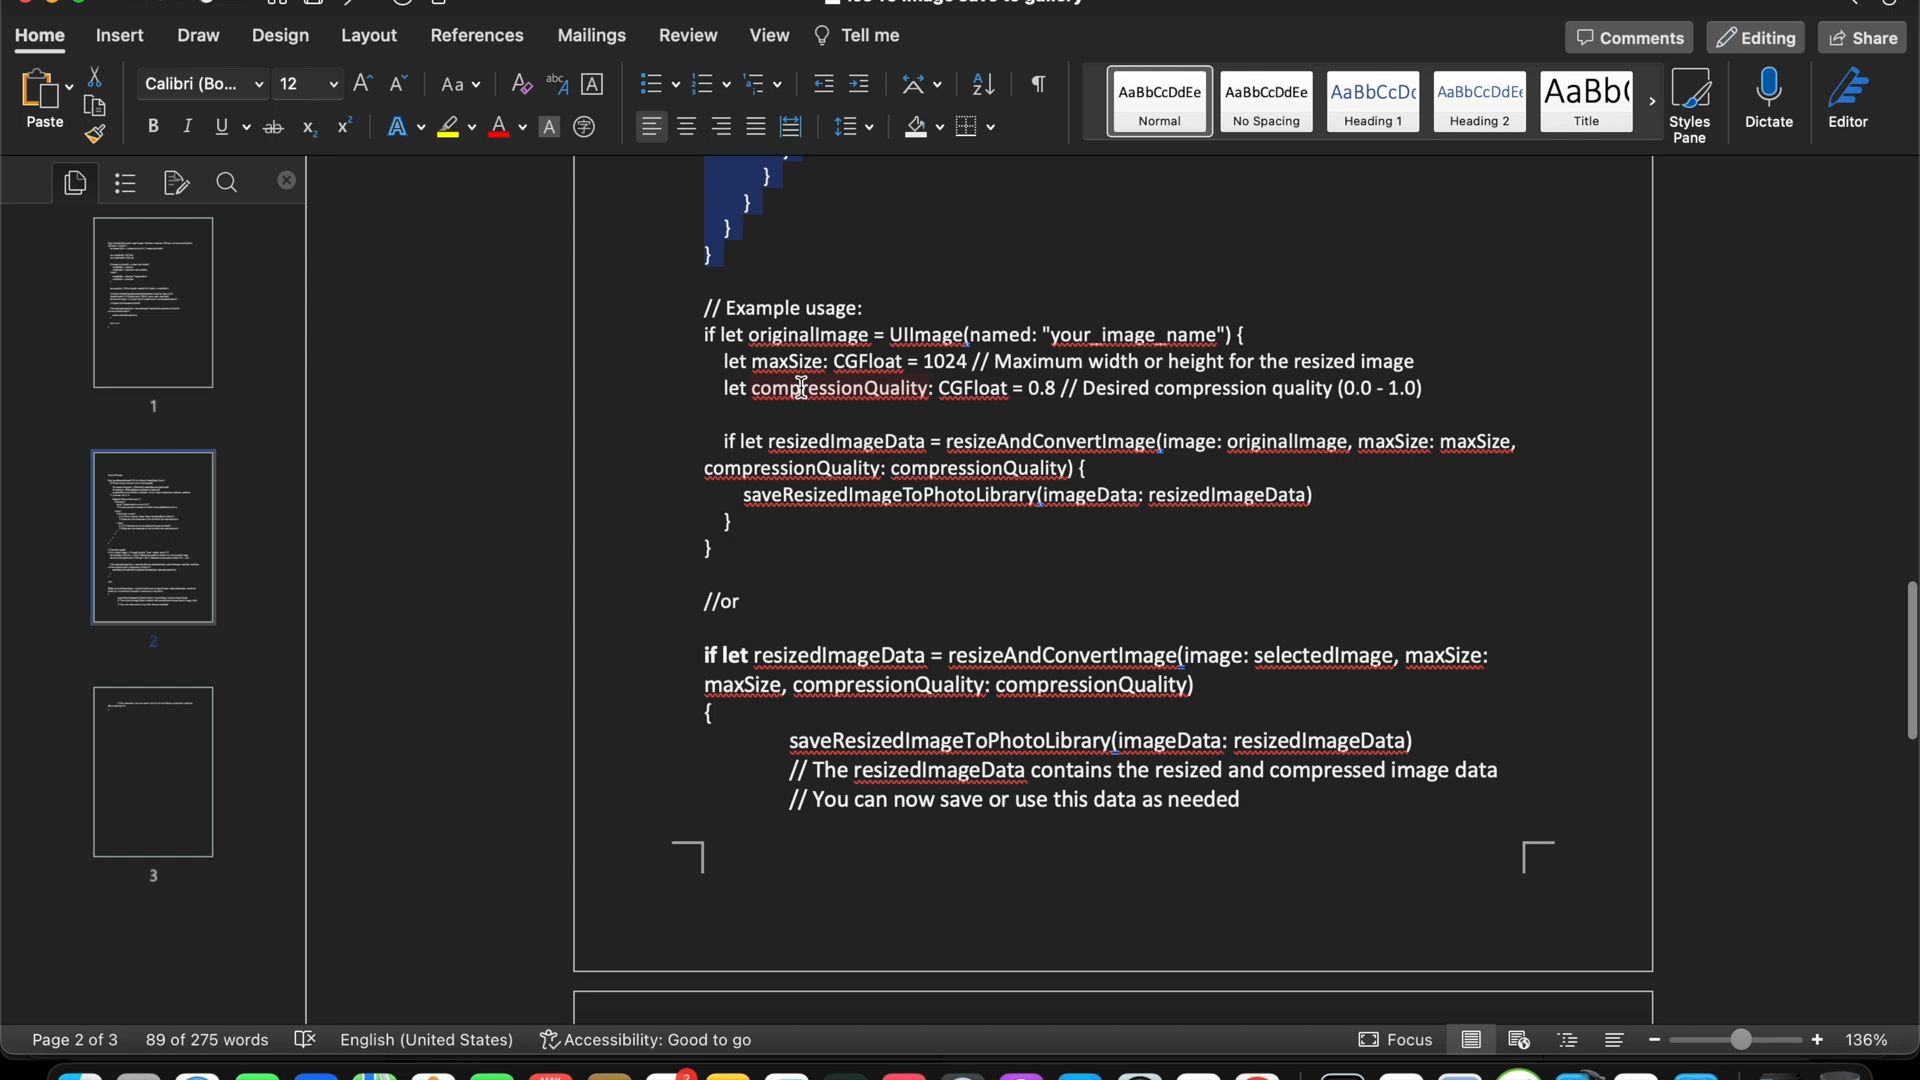 Home Insert Draw Design Layout References Mailings Review View Tell me Comments Editing Share
Paste
Calibri (Bo... 12
Aa
B I U ab x₂ x² A A A
AaBbCcDdEe
Normal
AaBbCcDdEe
No Spacing
AaBbCcDc
Heading 1
AaBbCcDdEe
Heading 2
AaBb(
Title
Styles
Pane
Dictate
Editor
1
2
3
}
}
}
}
// Example usage:
if let originalImage = UIImage(named: "your_image_name") {
let maxSize: CGFloat = 1024 // Maximum width or height for the resized image
let compressionQuality: CGFloat = 0.8 // Desired compression quality (0.0 - 1.0)
if let resizedImageData = resizeAndConvertImage(image: originalImage, maxSize: maxSize,
compressionQuality: compressionQuality) {
saveResizedImageToPhotoLibrary(imageData: resizedImageData)
}
}
//or
if let resizedImageData = resizeAndConvertImage(image: selectedImage, maxSize:
maxSize, compressionQuality: compressionQuality)
{
saveResizedImageToPhotoLibrary(imageData: resizedImageData)
// The resizedImageData contains the resized and compressed image data
// You can now save or use this data as needed
Page 2 of 3 89 of 275 words English (United States) Accessibility: Good to go Focus 136%
2